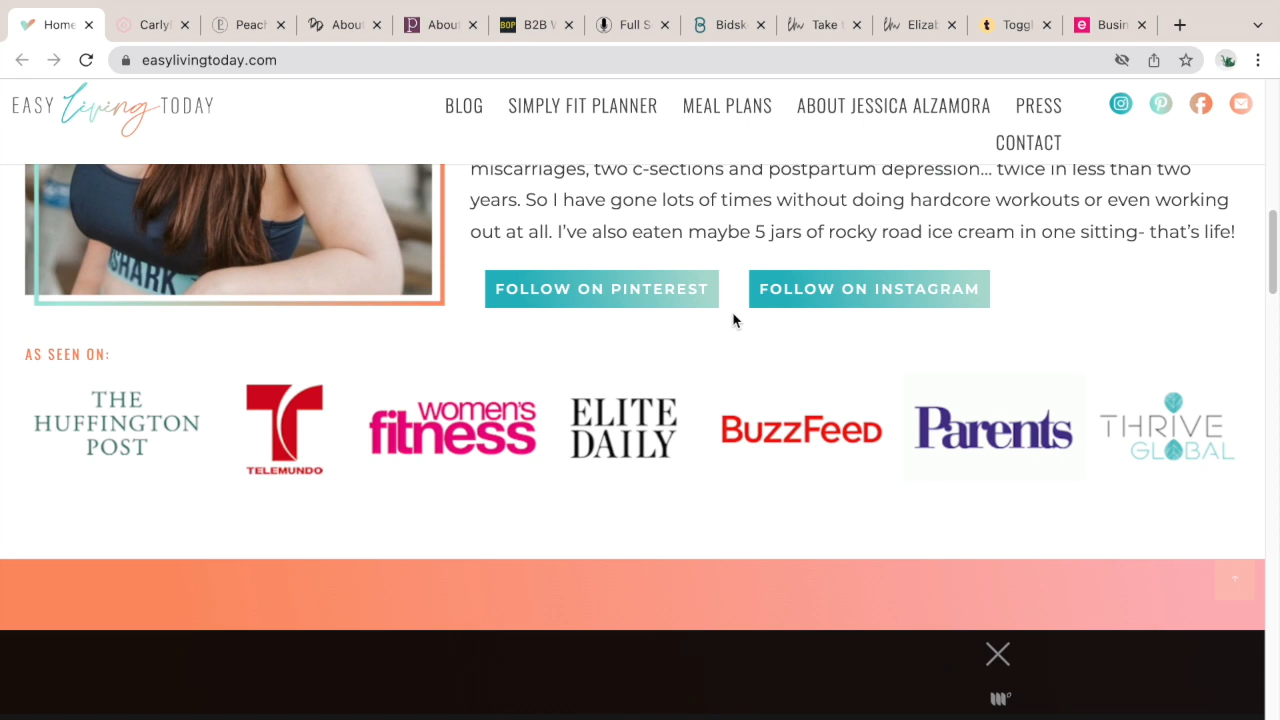 Home
Carlyl
Peach
About
About
B2B W
Full S
Bidsk
Take t
Elizab
Toggl
Busin
easylivingtoday.com
EASY living TODAY
BLOG SIMPLY FIT PLANNER MEAL PLANS ABOUT JESSICA ALZAMORA PRESS
CONTACT
miscarriages, two c-sections and postpartum depression... twice in less than two
years. So I have gone lots of times without doing hardcore workouts or even working
out at all. I've also eaten maybe 5 jars of rocky road ice cream in one sitting- that's life!
SHARK
FOLLOW ON PINTEREST FOLLOW ON INSTAGRAM
AS SEEN ON:
THE
HUFFINGTON
POST
TELEMUNDO
women's
fitness
ELITE
DAILY
BuzzFeed
Parents
THRIVE
GLOBAL